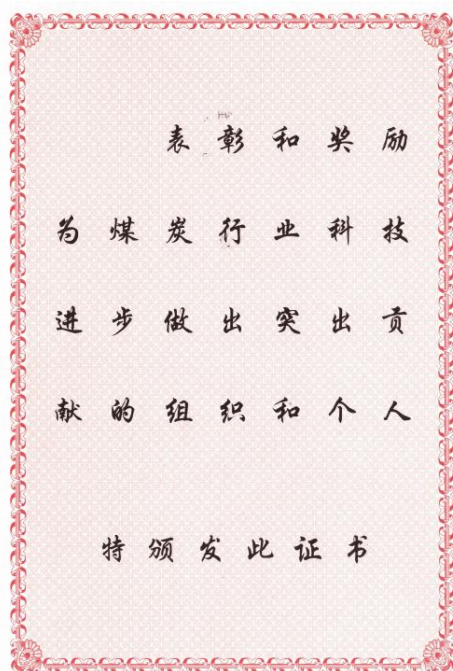 表彰和奖励
为煤炭行业科技
进步做出突出贡
献的组织和个人
特颁发此证书